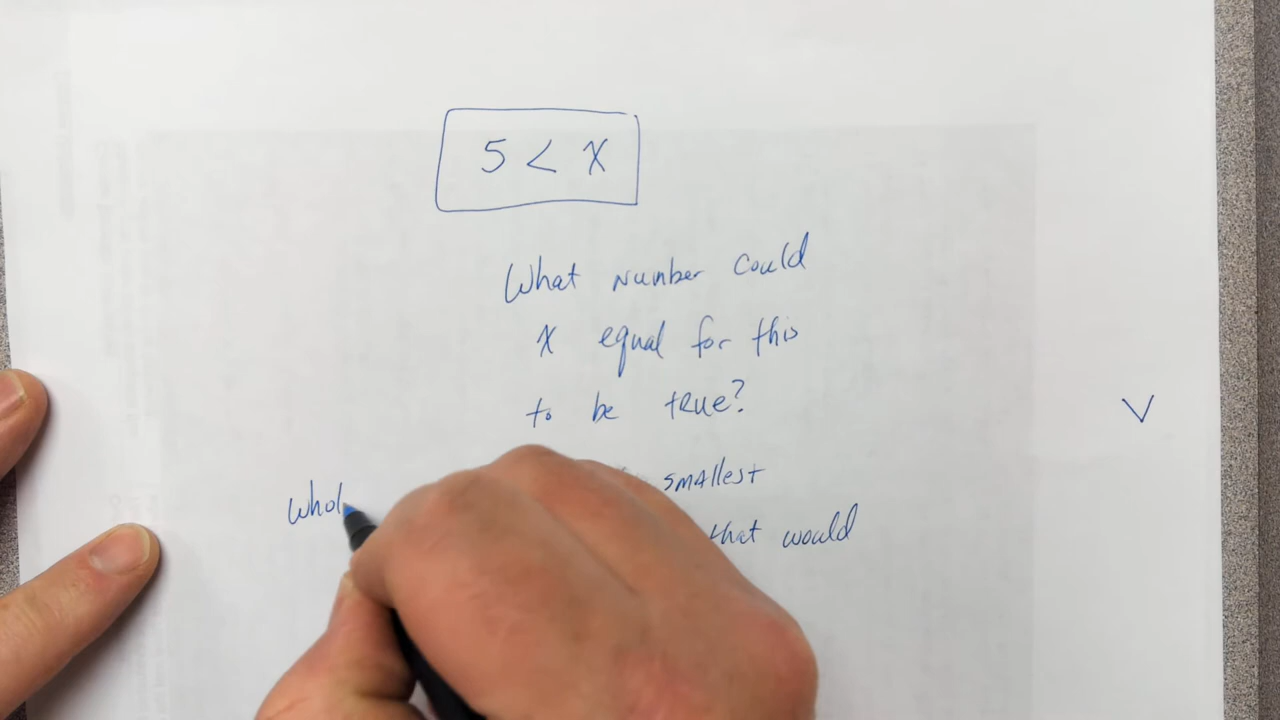 5 < x
What number could
x equal for this
to be true?
smallest
Whol
that would